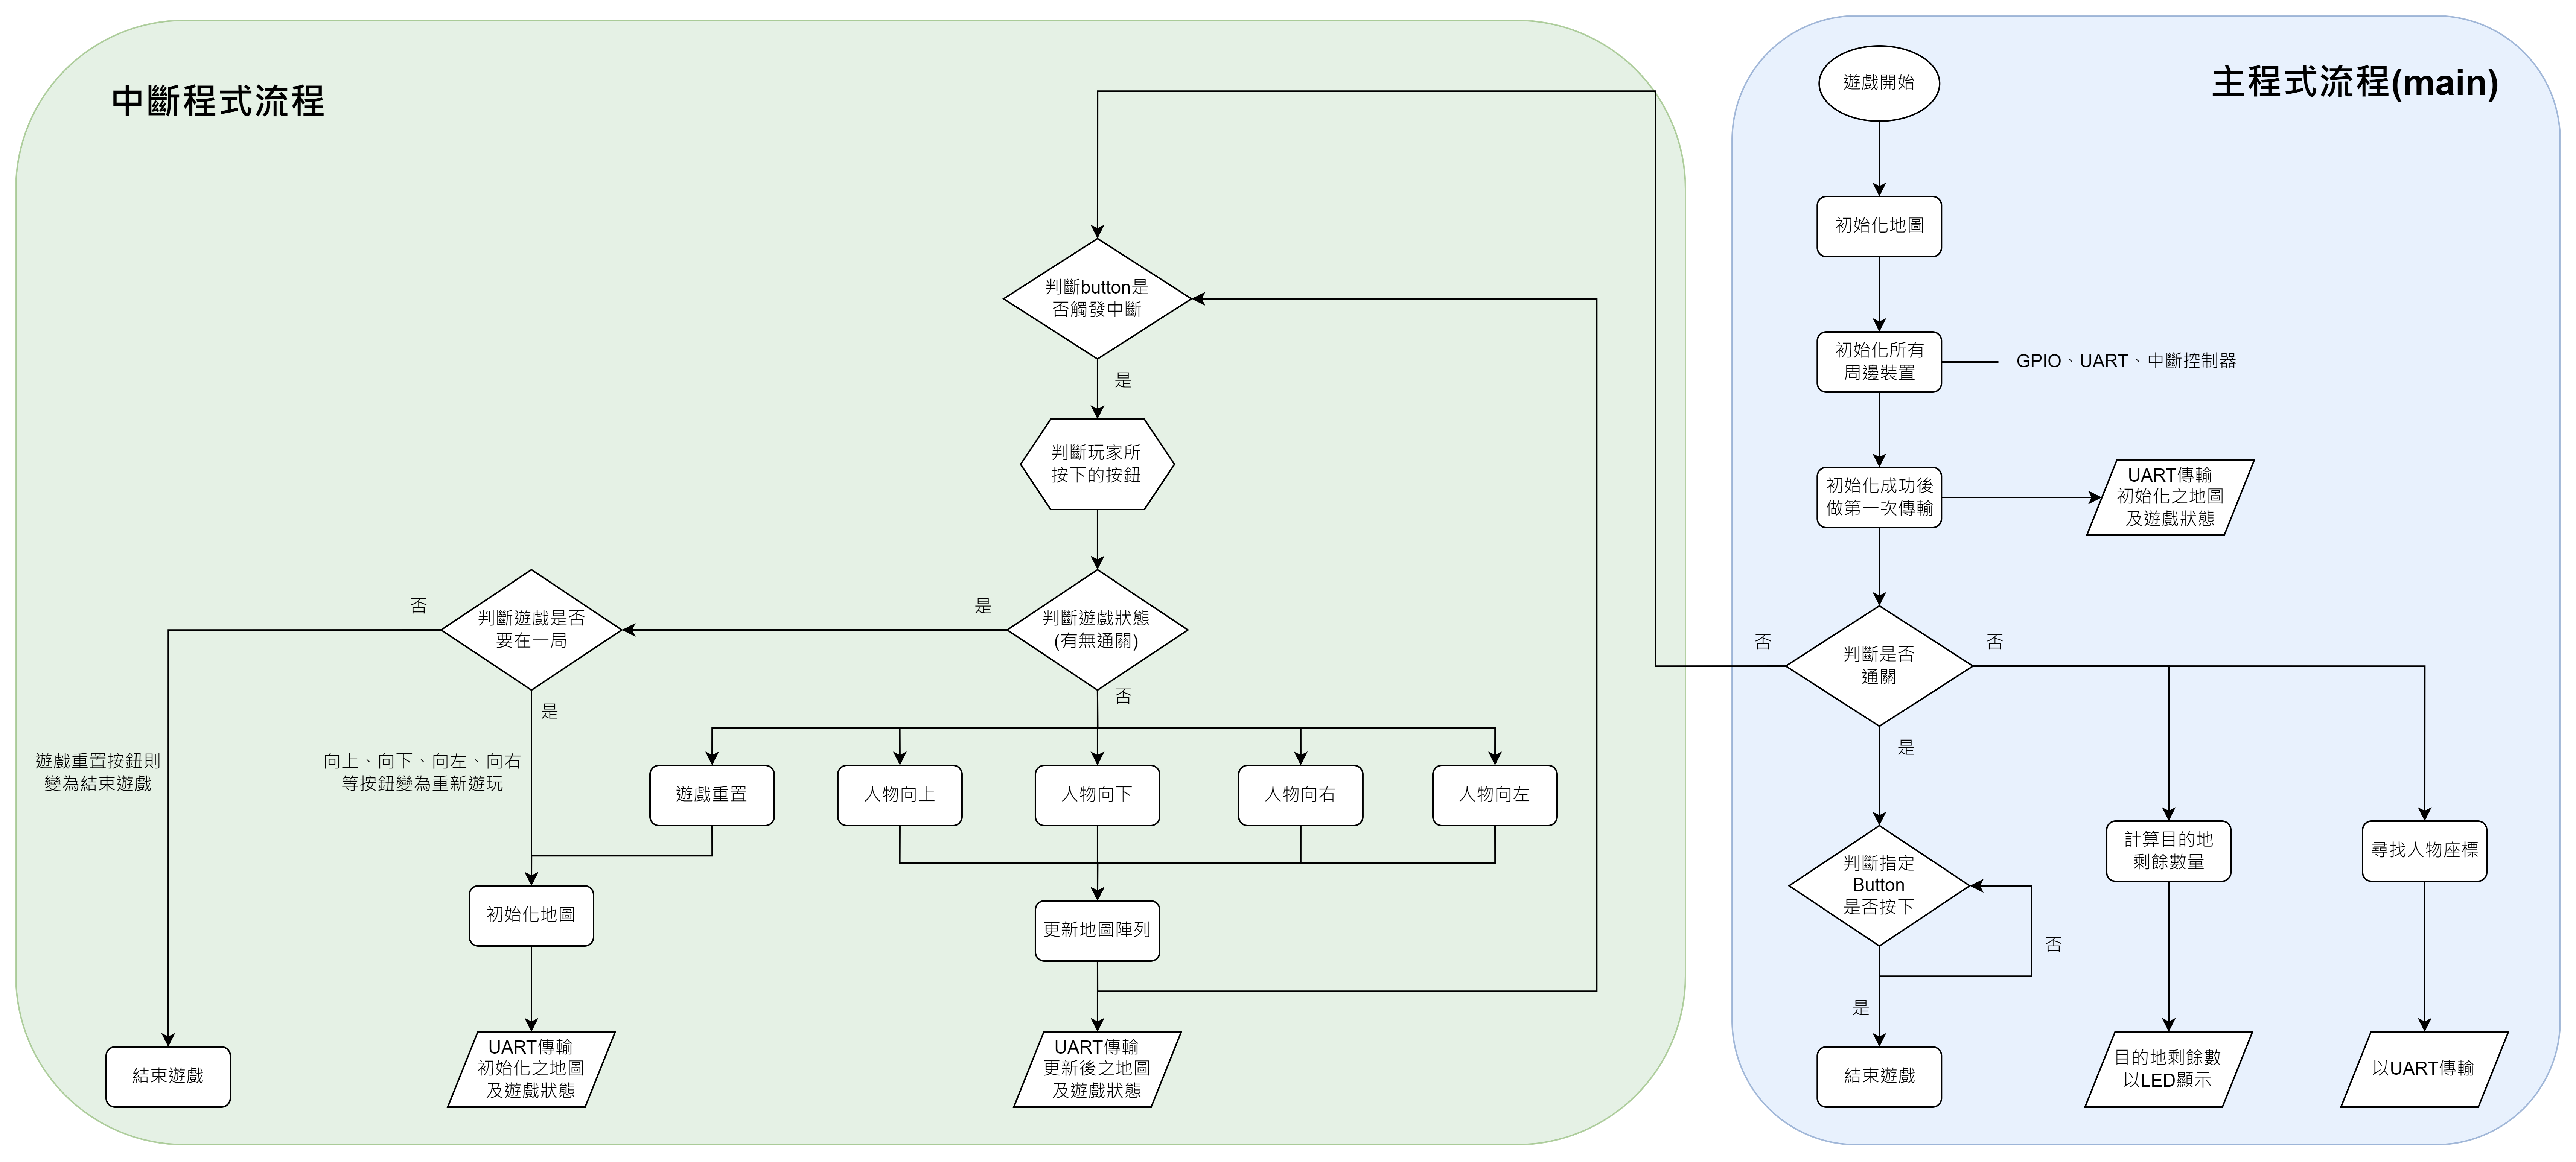 中斷程式流程
判斷button是
否觸發中斷
是
判斷玩家所
按下的按鈕
判斷遊戲狀態
(有無通關)
是
否
判斷遊戲是否
要在一局
否
是
遊戲重置按鈕則
變為結束遊戲
向上、向下、向左、向右
等按鈕變為重新遊玩
遊戲重置
人物向上
人物向下
人物向右
人物向左
初始化地圖
更新地圖陣列
結束遊戲
UART傳輸
初始化之地圖
及遊戲狀態
UART傳輸
更新後之地圖
及遊戲狀態
主程式流程(main)
遊戲開始
初始化地圖
初始化所有
周邊裝置
GPIO、UART、中斷控制器
初始化成功後
做第一次傳輸
UART傳輸
初始化之地圖
及遊戲狀態
判斷是否
通關
否
否
是
判斷指定
Button
是否按下
否
是
結束遊戲
計算目的地
剩餘數量
尋找人物座標
目的地剩餘數
以LED顯示
以UART傳輸